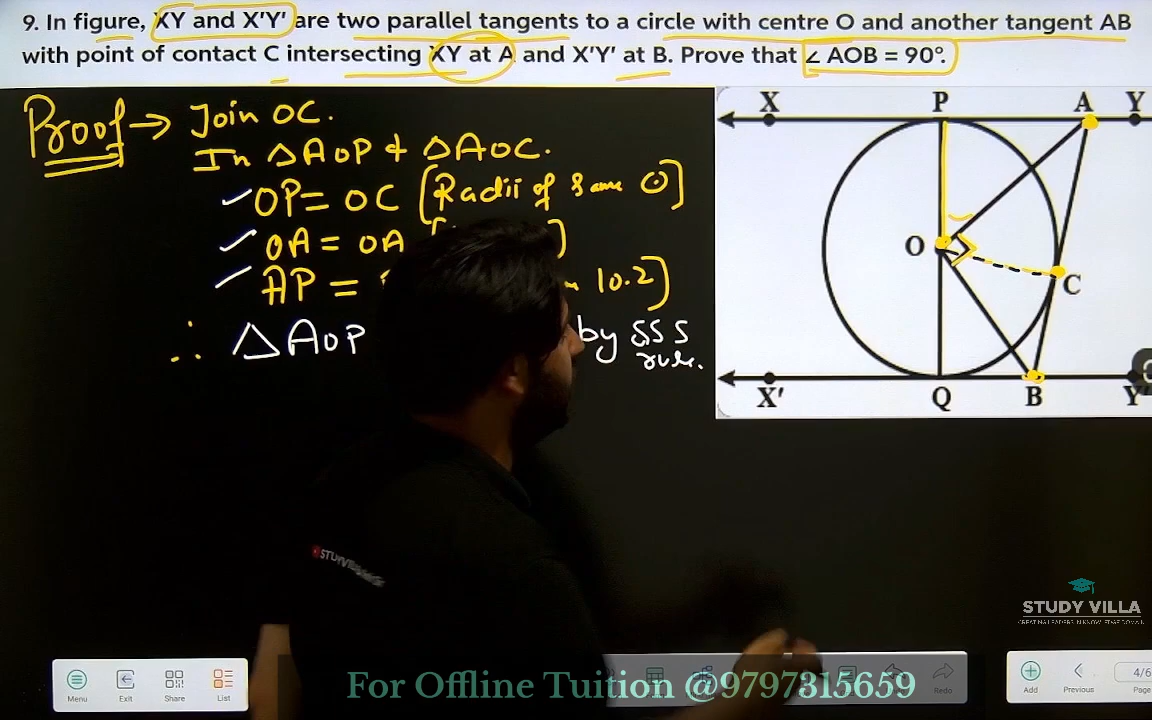 9. In figure, XY and X'Y' are two parallel tangents to a circle with centre O and another tangent AB
with point of contact C intersecting XY at A and X'Y' at B. Prove that ∠ AOB = 90º.
Proof → Join OC.
In △AOP + △AOC.
OP = OC [Radii of same ⊙]
OA = OA [ ]
AP = 10.2]
∴ △AOP by SSS
rule.
X P A Y
O
C
X' Q B Y'
STUDYVILLA
STUDY VILLA
Menu Exit Share List
Redo
Add Previous Page
4/6
For Offline Tuition @9797315659